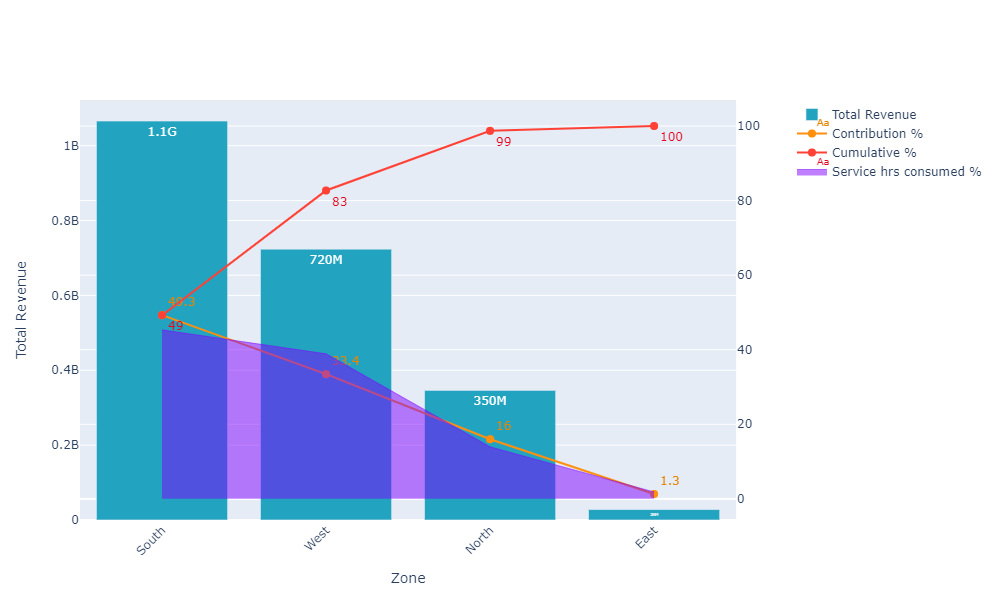 Total Revenue
1B
0.8B
0.6B
0.4B
0.2B
0
1.1G
720M
350M
49.3
49
83
33.4
99
16
100
1.3
100
80
60
40
20
0
South
West
North
East
Zone
Total Revenue
Aa
Contribution %
Cumulative %
Aa
Service hrs consumed %